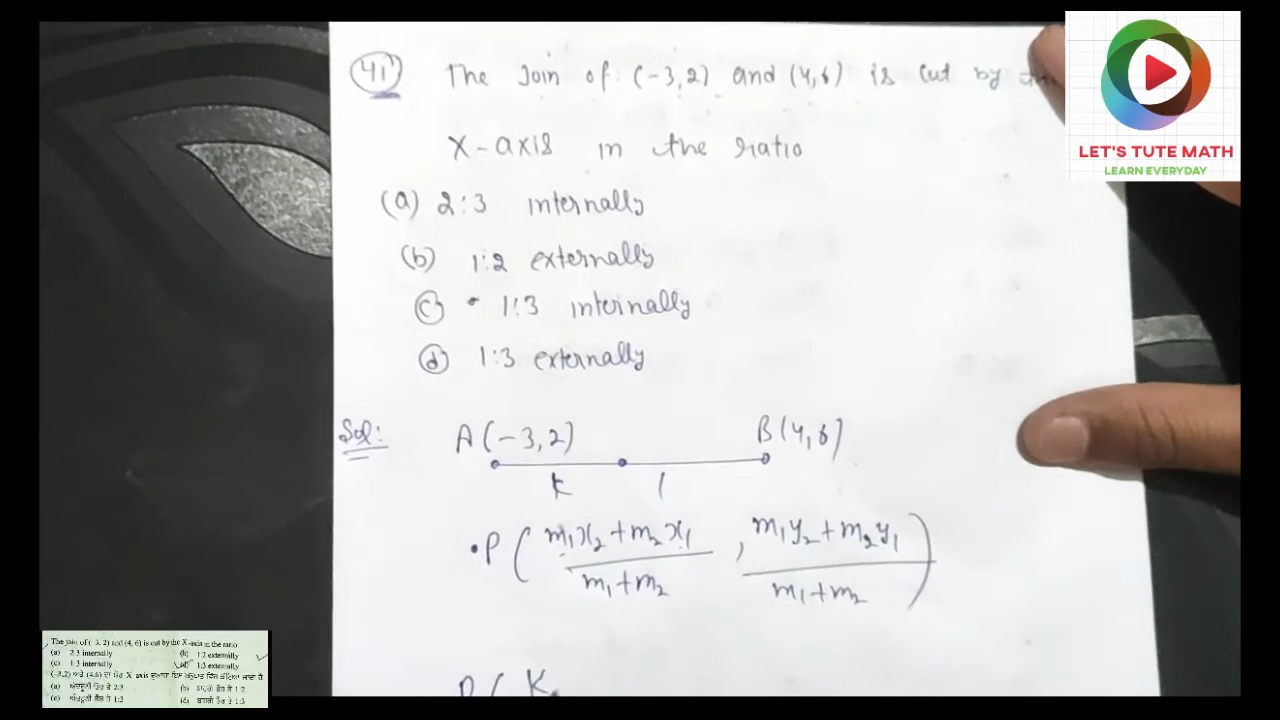 41) The Join of (-3,2) and (4,6) is cut by
X-axis in the ratio
(a) 2:3 internally
(b) 1:2 externally
(c) 1:3 internally
(d) 1:3 externally
Sol: A(-3,2) B(4,6)
K 1
P ( m₁x₂+m₂x₁ / m₁+m₂ , m₁y₂+m₂y₁ / m₁+m₂ )
P ( K
LET'S TUTE MATH
LEARN EVERYDAY
The join of (-3, 2) and (4, 6) is cut by the X-axis in the ratio
(a) 2:3 internally (b) 1:2 externally
(c) 1:3 internally (d) 1:3 externally